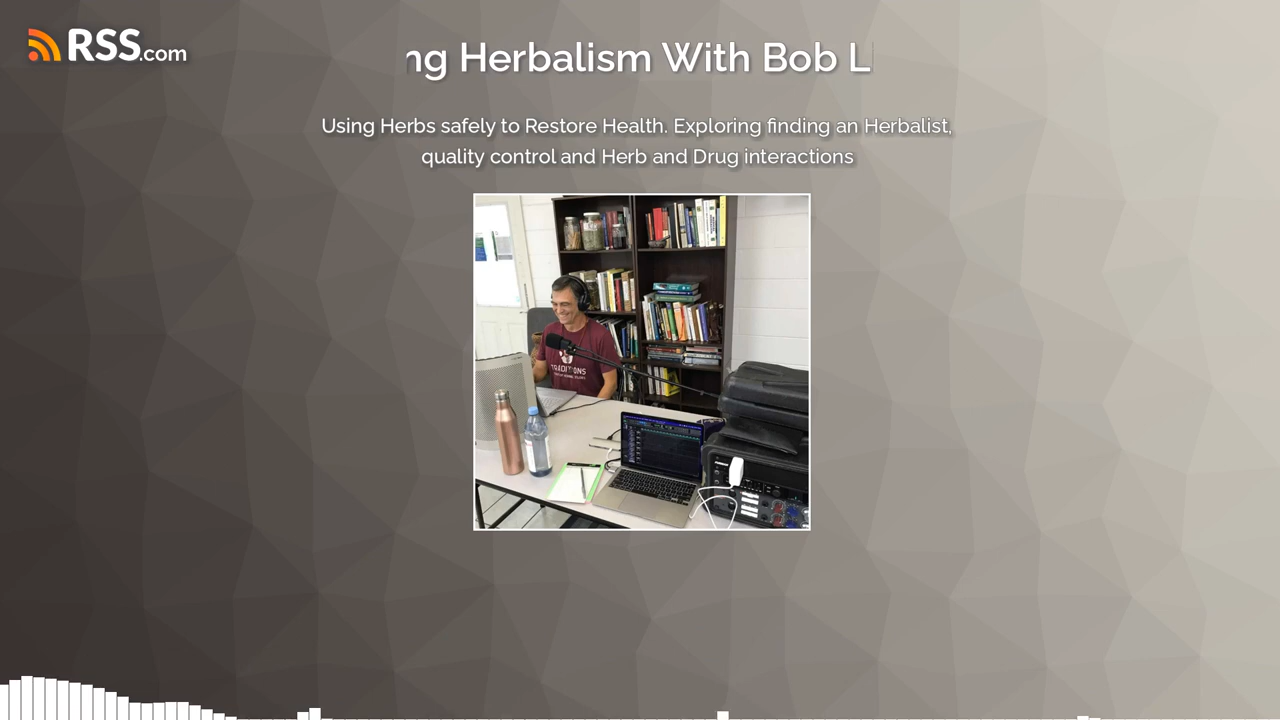 RSS.com
ng Herbalism With Bob L
Using Herbs safely to Restore Health. Exploring finding an Herbalist,
quality control and Herb and Drug interactions